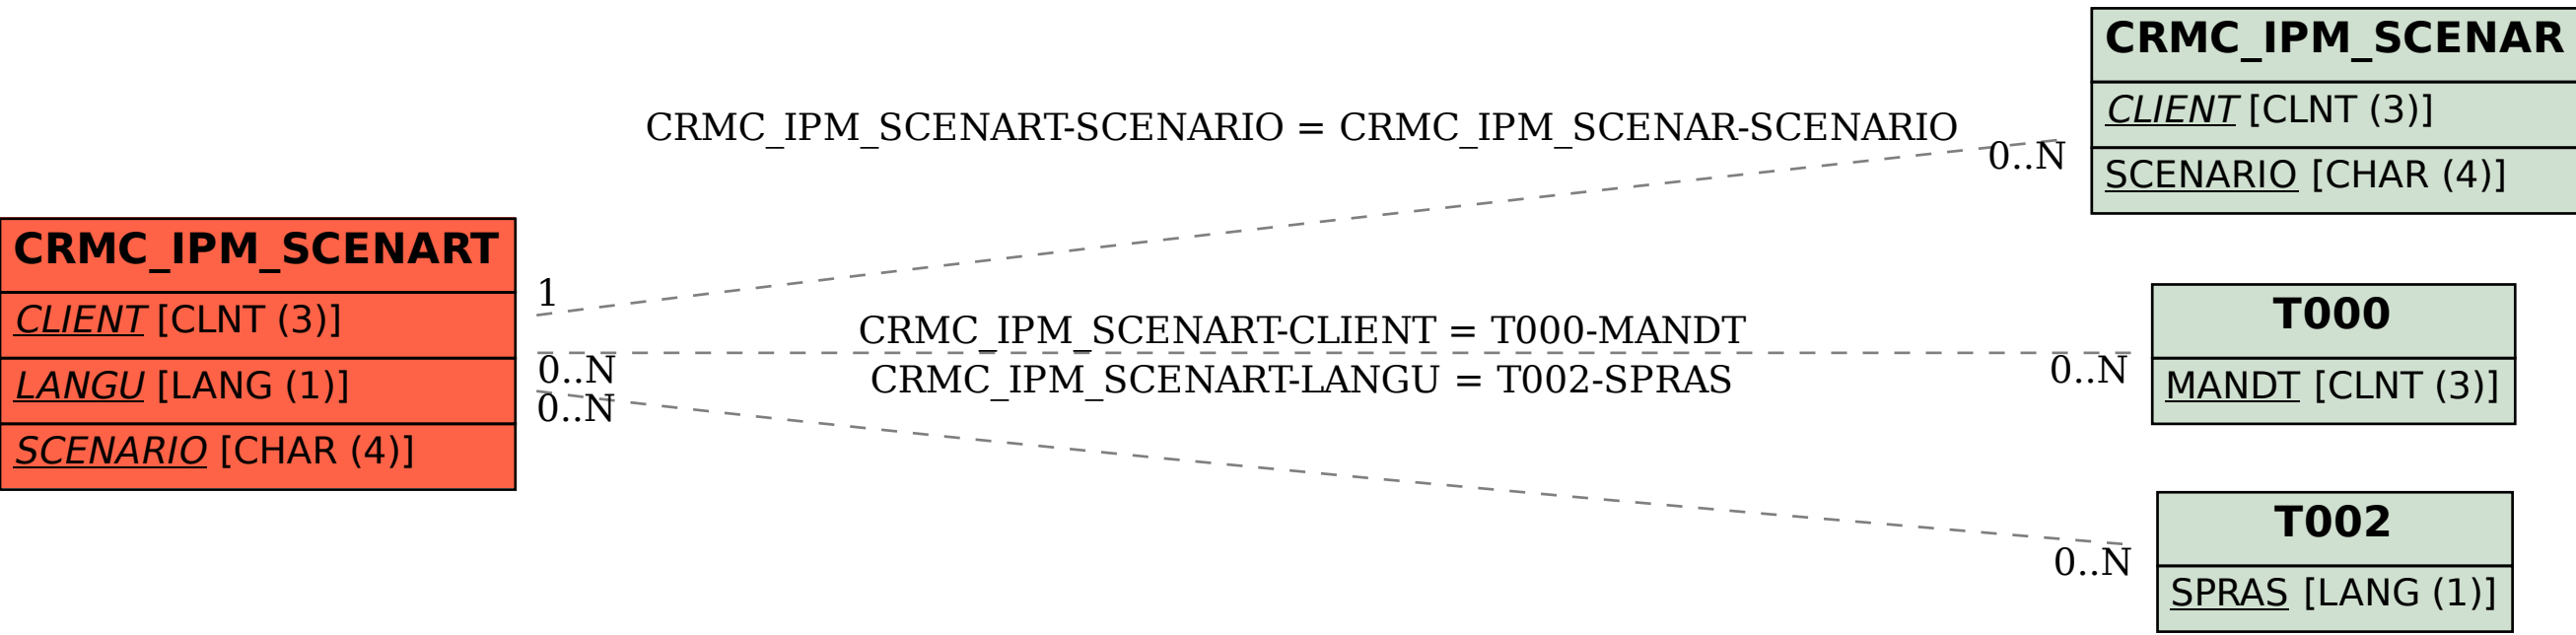 CRMC_IPM_SCENAR
CLIENT [CLNT (3)]
SCENARIO [CHAR (4)]
CRMC_IPM_SCENART-SCENARIO = CRMC_IPM_SCENAR-SCENARIO
0..N
CRMC_IPM_SCENART
CLIENT [CLNT (3)]
LANGU [LANG (1)]
SCENARIO [CHAR (4)]
1
0..N
0..N
CRMC_IPM_SCENART-CLIENT = T000-MANDT
CRMC_IPM_SCENART-LANGU = T002-SPRAS
0..N
T000
MANDT [CLNT (3)]
0..N
T002
SPRAS [LANG (1)]